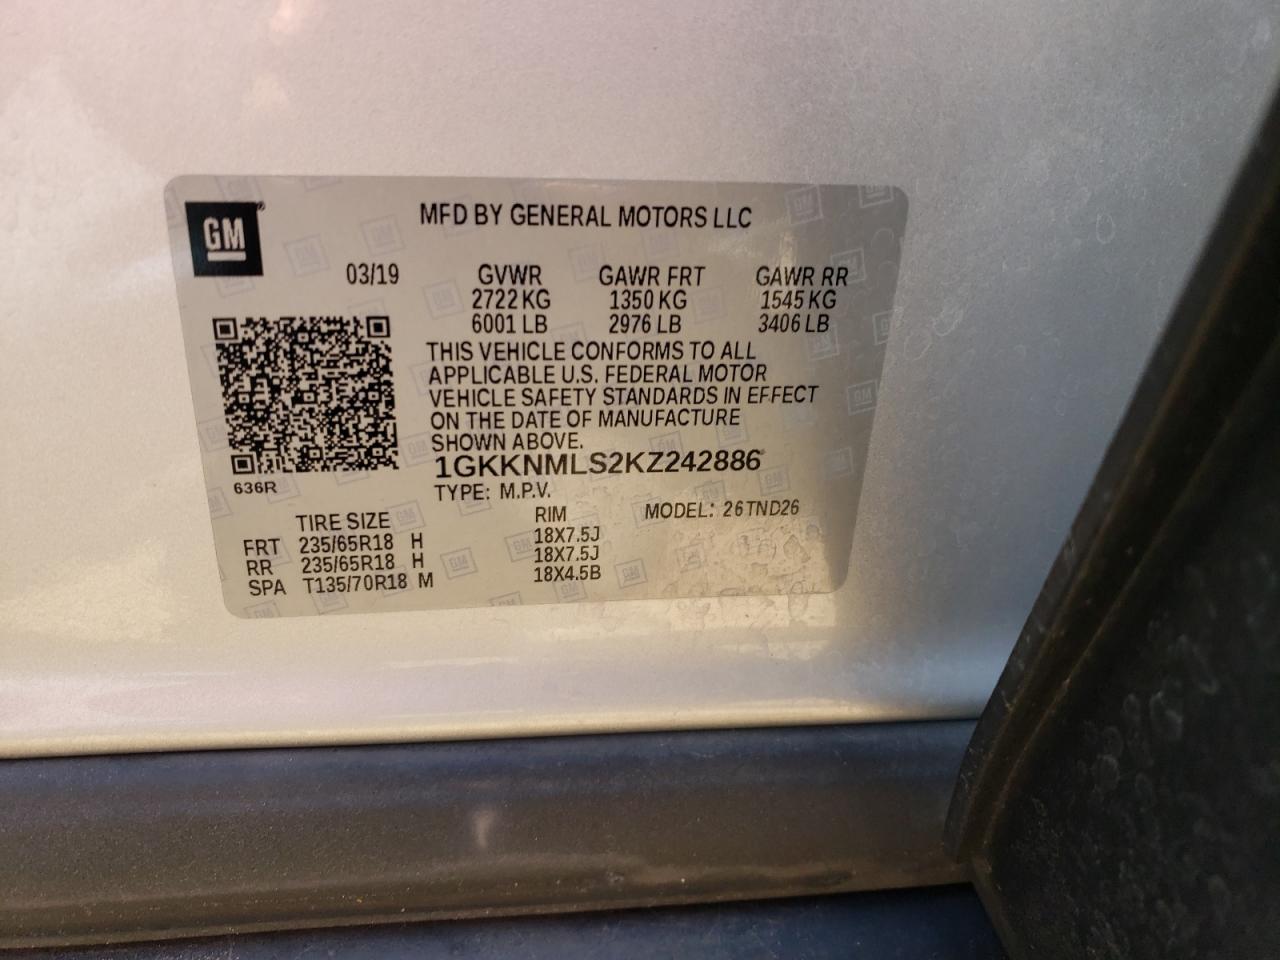 GM
MFD BY GENERAL MOTORS LLC
03/19 GVWR GAWR FRT GAWR RR
2722 KG 1350 KG 1545 KG
6001 LB 2976 LB 3406 LB
THIS VEHICLE CONFORMS TO ALL
APPLICABLE U.S. FEDERAL MOTOR
VEHICLE SAFETY STANDARDS IN EFFECT
ON THE DATE OF MANUFACTURE
SHOWN ABOVE.
1GKKNMLS2KZ242886
636R
TYPE: M.P.V.
TIRE SIZE RIM MODEL: 26TND26
FRT 235/65R18 H 18X7.5J
RR 235/65R18 H 18X7.5J
SPA T135/70R18 M 18X4.5B